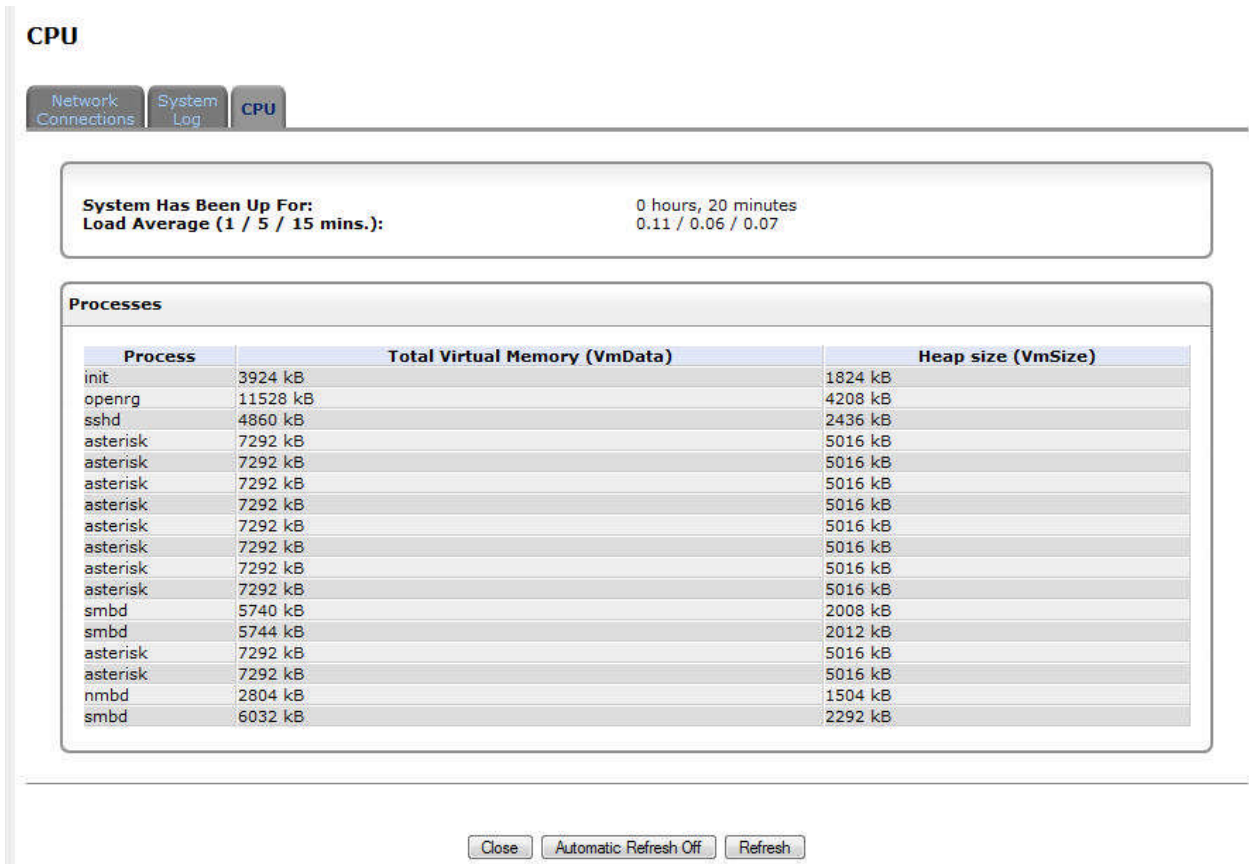 CPU
Network Connections System Log CPU
System Has Been Up For: 0 hours, 20 minutes
Load Average (1 / 5 / 15 mins.): 0.11 / 0.06 / 0.07
Processes
Process Total Virtual Memory (VmData) Heap size (VmSize)
init 3924 kB 1824 kB
openrg 11528 kB 4208 kB
sshd 4860 kB 2436 kB
asterisk 7292 kB 5016 kB
asterisk 7292 kB 5016 kB
asterisk 7292 kB 5016 kB
asterisk 7292 kB 5016 kB
asterisk 7292 kB 5016 kB
asterisk 7292 kB 5016 kB
asterisk 7292 kB 5016 kB
asterisk 7292 kB 5016 kB
smbd 5740 kB 2008 kB
smbd 5744 kB 2012 kB
asterisk 7292 kB 5016 kB
asterisk 7292 kB 5016 kB
nmbd 2804 kB 1504 kB
smbd 6032 kB 2292 kB
Close Automatic Refresh Off Refresh